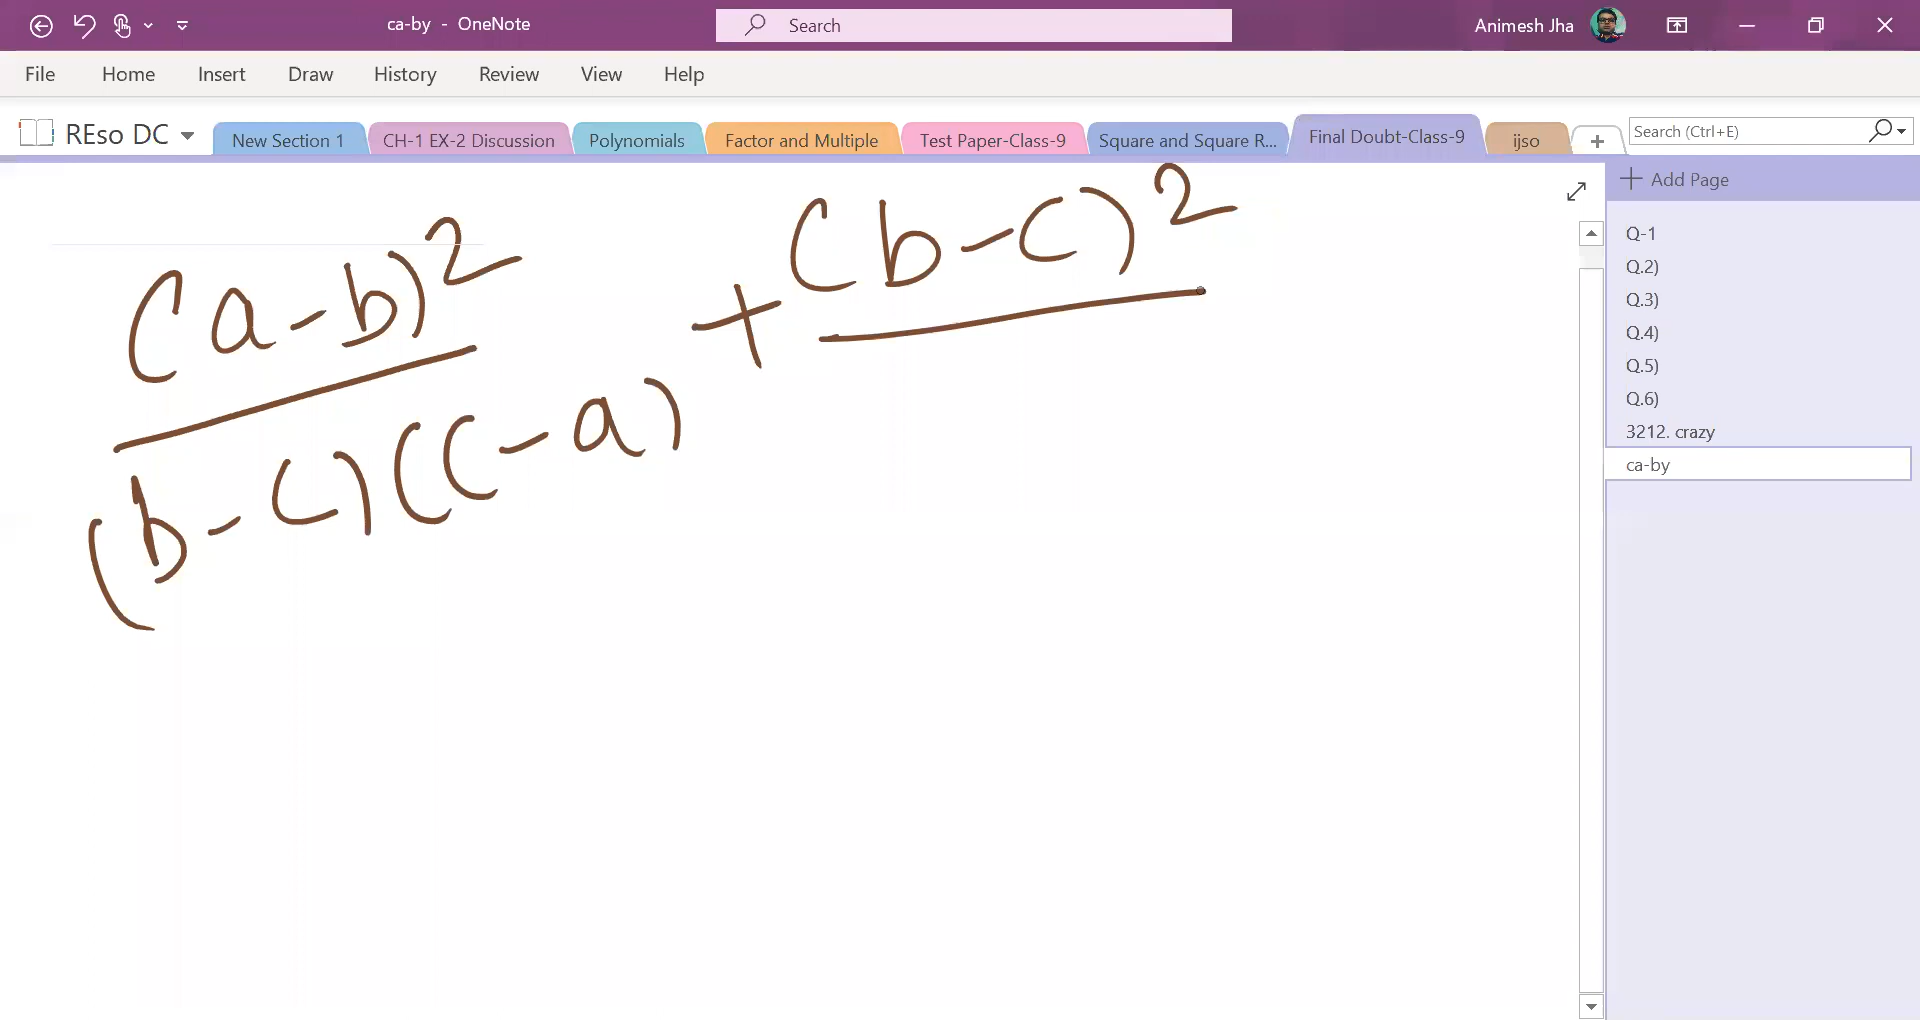 ca-by - OneNote
Search
Animesh Jha
File Home Insert Draw History Review View Help
REso DC
New Section 1 CH-1 EX-2 Discussion Polynomials Factor and Multiple Test Paper-Class-9 Square and Square R... Final Doubt-Class-9 ijso +
Search (Ctrl+E)
Add Page
Q-1
Q.2)
Q.3)
Q.4)
Q.5)
Q.6)
3212. crazy
ca-by
(a-b)² + (b-c)²
(b-c)(c-a)